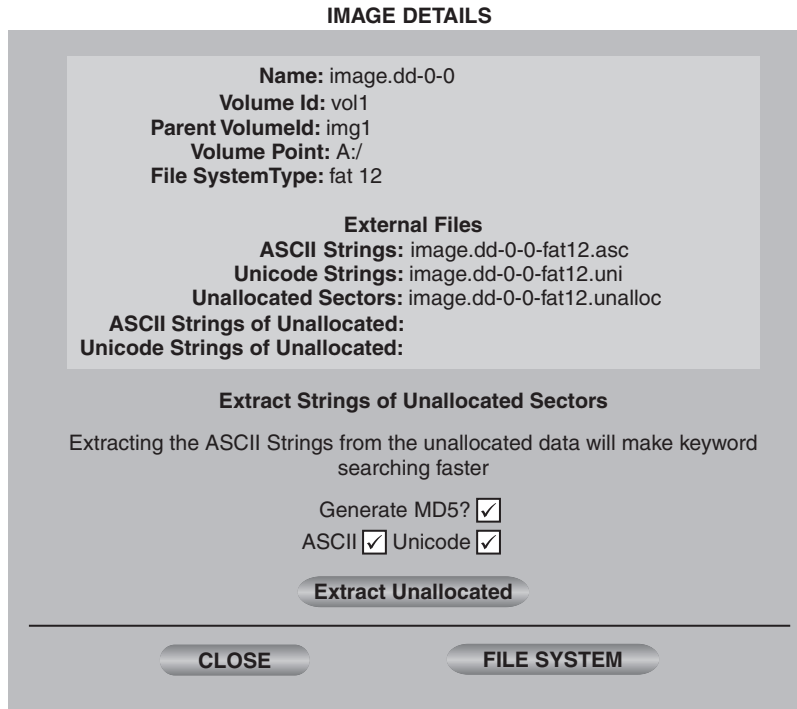 IMAGE DETAILS
Name: image.dd-0-0
Volume Id: vol1
Parent VolumeId: img1
Volume Point: A:/
File SystemType: fat 12
External Files
ASCII Strings: image.dd-0-0-fat12.asc
Unicode Strings: image.dd-0-0-fat12.uni
Unallocated Sectors: image.dd-0-0-fat12.unalloc
ASCII Strings of Unallocated:
Unicode Strings of Unallocated:
Extract Strings of Unallocated Sectors
Extracting the ASCII Strings from the unallocated data will make keyword
searching faster
Generate MD5? ✓
ASCII ✓ Unicode ✓
Extract Unallocated
CLOSE FILE SYSTEM